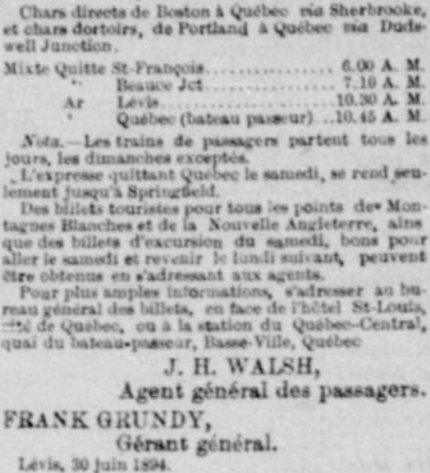 Chars directs de Boston à Québec via Sherbrooke,
et chars dortoirs, de Portland à Québec via Duds-
well Junction.
Mixte Quitte St-François................ 6.00 A. M.
" Beauce Jct................ 7.10 A. M.
Ar Lévis................ 10.30 A. M.
" Québec (bateau passeur)..10.45 A. M.
Nota.—Les trains de passagers partent tous les
jours, les dimanches exceptés.
L'expresse quittant Québec le samedi, se rend seu-
lement jusqu'à Springfield.
Des billets touristes pour tous les points des Mon-
tagnes Blanches et de la Nouvelle Angleterre, ains
que des billets d'excursion du samedi, bons pour
aller le samedi et revenir le lundi suivant, peuvent
être obtenus en s'adressant aux agents.
Pour plus amples informations, s'adresser au bu-
reau général des billets, en face de l'hôtel St-Louis,
cité de Québec, ou à la station du Québec-Central,
quai du bateau-passeur, Basse-Ville, Québec
J. H. WALSH,
Agent général des passagers.
FRANK GRUNDY,
Gérant général.
Lévis, 30 juin 1894.